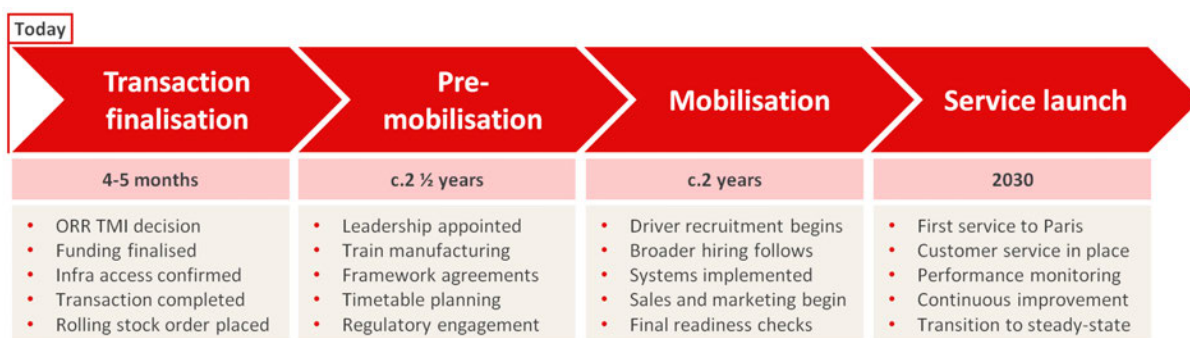 Today
Transaction
finalisation
Pre-
mobilisation
Mobilisation
Service launch
4-5 months
c.2 ½ years
c.2 years
2030
• ORR TMI decision
• Funding finalised
• Infra access confirmed
• Transaction completed
• Rolling stock order placed
• Leadership appointed
• Train manufacturing
• Framework agreements
• Timetable planning
• Regulatory engagement
• Driver recruitment begins
• Broader hiring follows
• Systems implemented
• Sales and marketing begin
• Final readiness checks
• First service to Paris
• Customer service in place
• Performance monitoring
• Continuous improvement
• Transition to steady-state